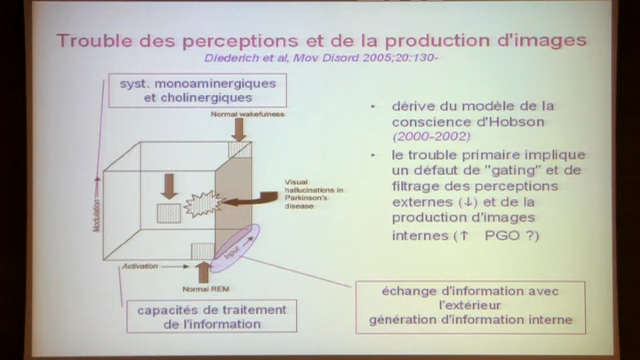 Trouble des perceptions et de la production d'images
Diederich et al, Mov Disord 2005;20:130-
syst. monoaminergiques
et cholinergiques
Normal wakefulness
Visual
hallucinations in
Parkinson's
disease
Modulation
Input
Activation
Normal REM
capacités de traitement
de l'information
• dérive du modèle de la
conscience d'Hobson
(2000-2002)
• le trouble primaire implique
un défaut de "gating" et de
filtrage des perceptions
externes (↓) et de la
production d'images
internes (↑ PGO ?)
échange d'information avec
l'extérieur
génération d'information interne